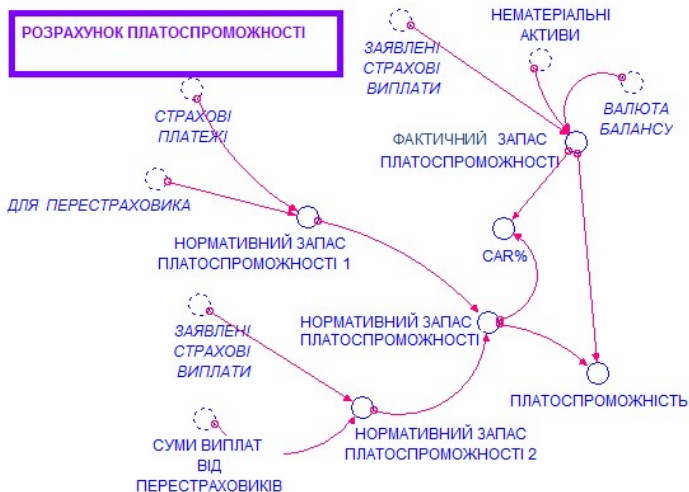 РОЗРАХУНОК ПЛАТОСПРОМОЖНОСТІ
НЕМАТЕРІАЛЬНІ
АКТИВИ
ЗАЯВЛЕНІ
СТРАХОВІ
ВИПЛАТИ
ВАЛЮТА
БАЛАНСУ
СТРАХОВІ
ПЛАТЕЖІ
ФАКТИЧНИЙ ЗАПАС
ПЛАТОСПРОМОЖНОСТІ
ДЛЯ ПЕРЕСТРАХОВИКА
НОРМАТИВНИЙ ЗАПАС
ПЛАТОСПРОМОЖНОСТІ 1
CAR%
ЗАЯВЛЕНІ
СТРАХОВІ
ВИПЛАТИ
НОРМАТИВНИЙ ЗАПАС
ПЛАТОСПРОМОЖНОСТІ
ПЛАТОСПРОМОЖНІСТЬ
СУМИ ВИПЛАТ
ВІД
ПЕРЕСТРАХОВИКІВ
НОРМАТИВНИЙ ЗАПАС
ПЛАТОСПРОМОЖНОСТІ 2